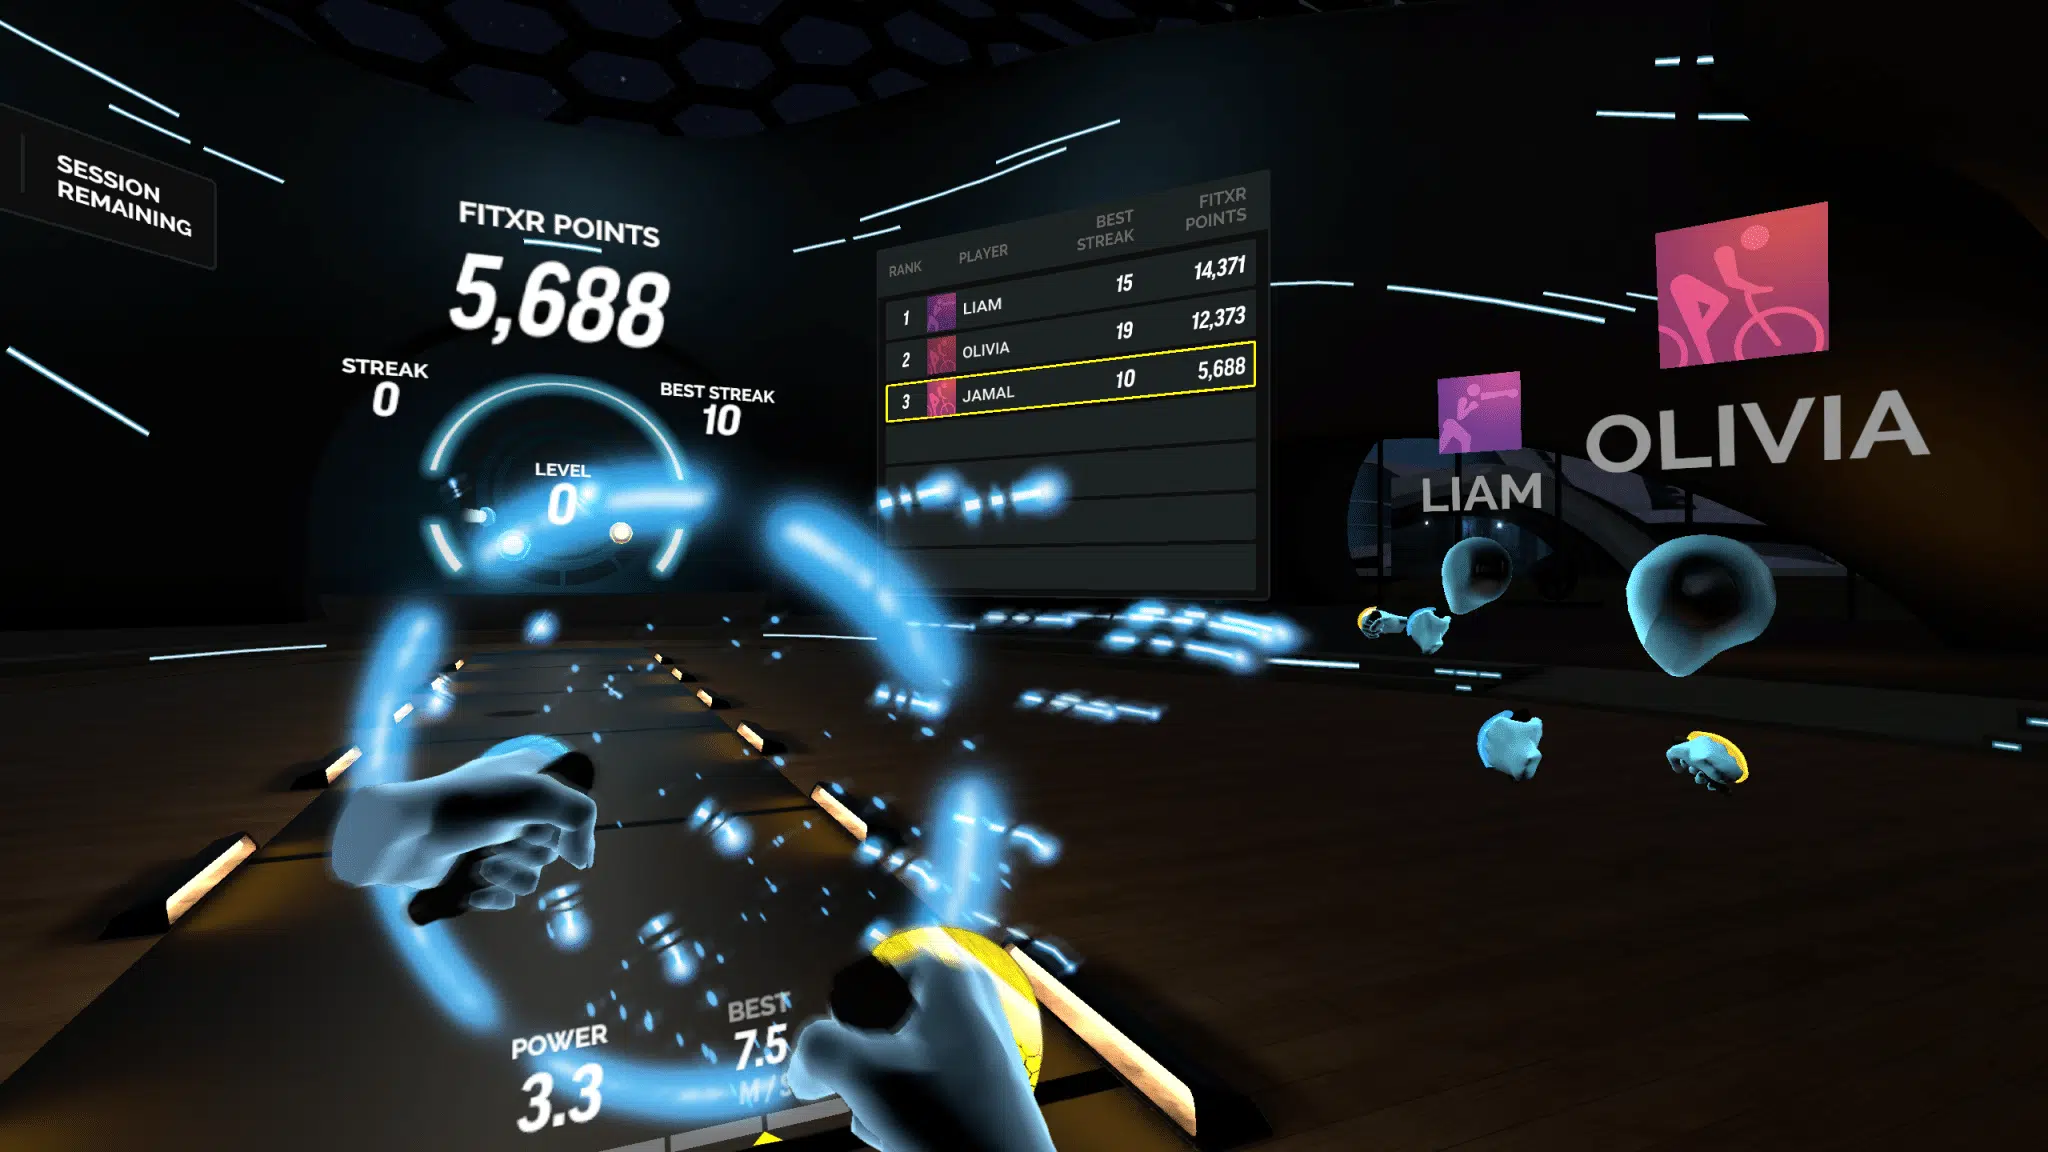 SESSION
REMAINING
FITXR POINTS
5,688
STREAK
0
BEST STREAK
10
LEVEL
0
RANK PLAYER BEST STREAK FITXR POINTS
1 LIAM 15 14,371
2 OLIVIA 19 12,373
3 JAMAL 10 5,688
LIAM
OLIVIA
POWER
3.3
BEST
7.5
M/S